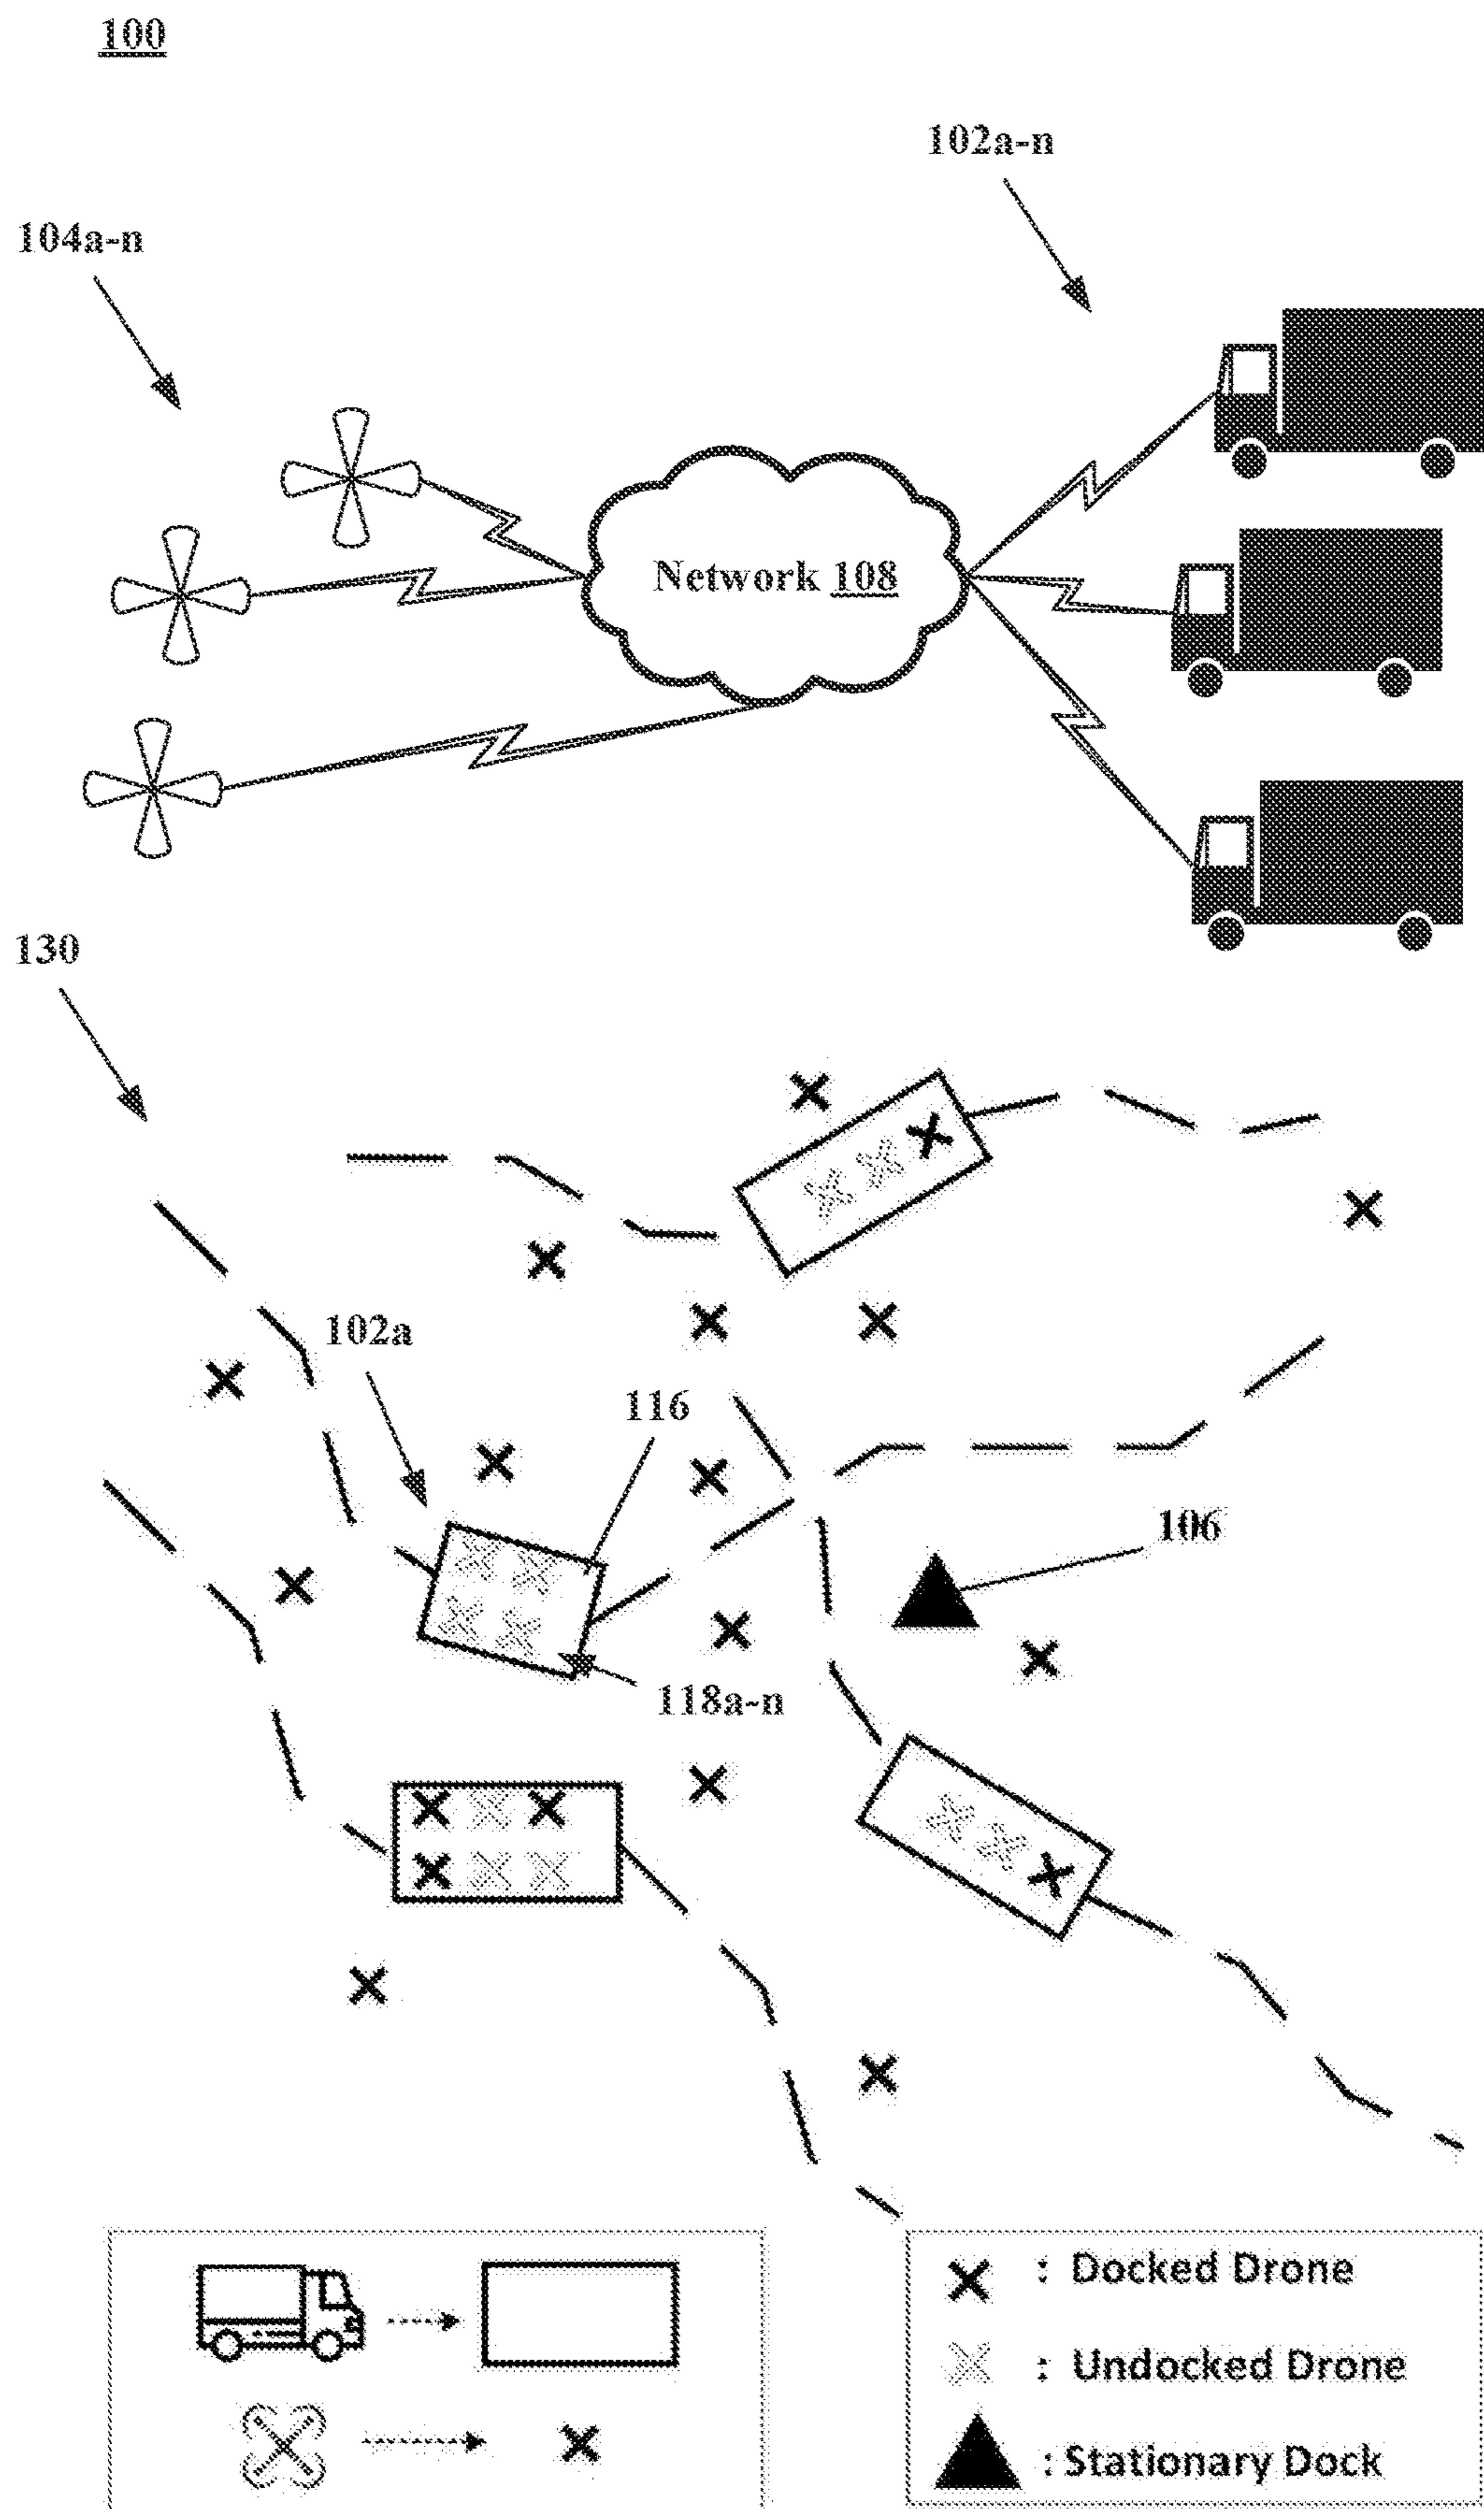 100
102a-n
104a-n
Network 108
130
102a
116
106
118a-n
: Docked Drone
: Undocked Drone
: Stationary Dock